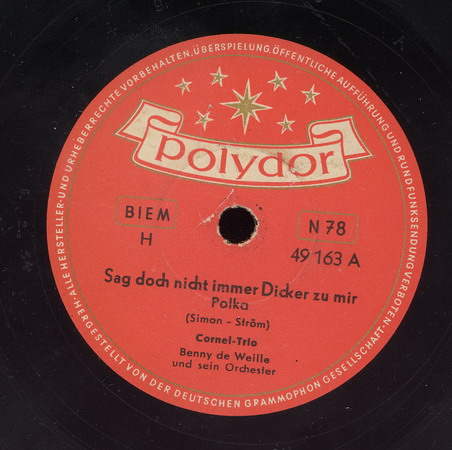 ALLE HERSTELLER- UND URHEBERRECHTE VORBEHALTEN. ÜBERSPIELUNG, ÖFFENTLICHE AUFFÜHRUNG UND RUNDFUNKSENDUNG VERBOTEN.
polydor
BIEM
H
N 78
49 163 A
Sag doch nicht immer Dicker zu mir
Polka
(Simon - Ström)
Cornel-Trio
Benny de Weille
und sein Orchester
HERGESTELLT VON DER DEUTSCHEN GRAMMOPHON GESELLSCHAFT